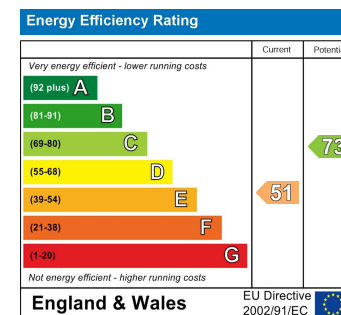 Energy Efficiency Rating
Current
Very energy efficient - lower running costs
(92 plus) A
(81-91) B
(69-80) C
73
(55-68) D
(39-54) E
51
(21-38) F
(1-20) G
Not energy efficient - higher running costs
England & Wales
EU Directive
2002/91/EC